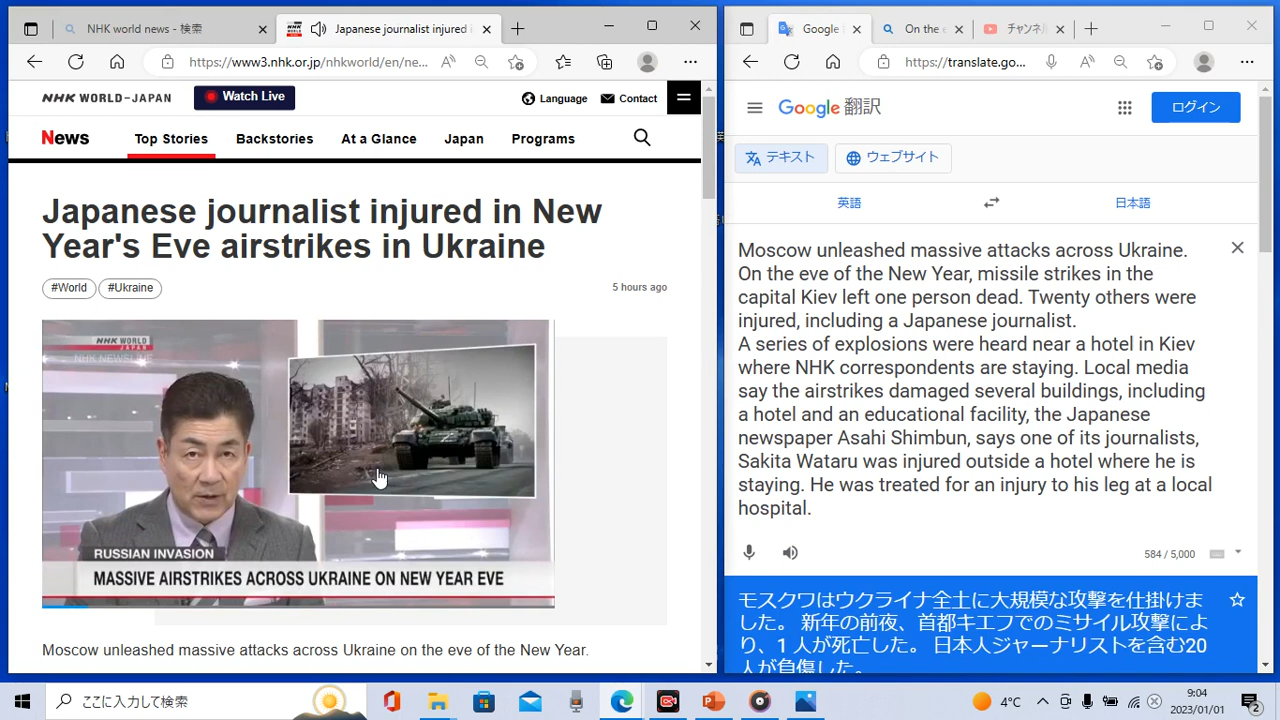 NHK world news - 検索
Japanese journalist injured i
https://www3.nhk.or.jp/nhkworld/en/ne...
NHK WORLD-JAPAN
Watch Live
Language
Contact
News
Top Stories
Backstories
At a Glance
Japan
Programs
Japanese journalist injured in New
Year's Eve airstrikes in Ukraine
#World
#Ukraine
5 hours ago
NHK WORLD
NHK NEWSLINE
RUSSIAN INVASION
MASSIVE AIRSTRIKES ACROSS UKRAINE ON NEW YEAR EVE
Moscow unleashed massive attacks across Ukraine on the eve of the New Year.
Google
On the e
チャンネル
https://translate.go...
Google 翻訳
ログイン
テキスト
ウェブサイト
英語
日本語
Moscow unleashed massive attacks across Ukraine.
On the eve of the New Year, missile strikes in the
capital Kiev left one person dead. Twenty others were
injured, including a Japanese journalist.
A series of explosions were heard near a hotel in Kiev
where NHK correspondents are staying. Local media
say the airstrikes damaged several buildings, including
a hotel and an educational facility, the Japanese
newspaper Asahi Shimbun, says one of its journalists,
Sakita Wataru was injured outside a hotel where he is
staying. He was treated for an injury to his leg at a local
hospital.
584 / 5,000
モスクワはウクライナ全土に大規模な攻撃を仕掛けま
した。 新年の前夜、首都キエフでのミサイル攻撃によ
り、1 人が死亡した。 日本人ジャーナリストを含む20
人が負傷した。
ここに入力して検索
4°C
9:04
2023/01/01
2